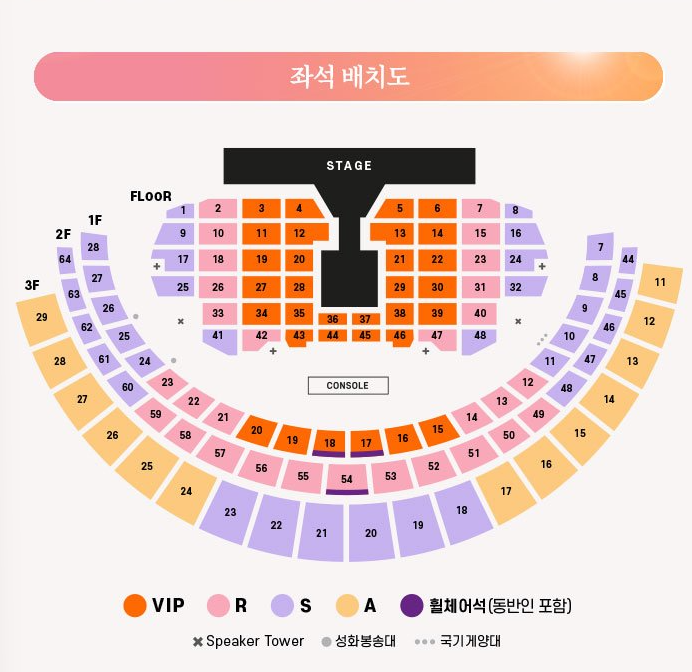 좌석 배치도
STAGE
FLOOR
1 2 3 4 5 6 7 8
9 10 11 12 13 14 15 16
17 18 19 20 21 22 23 24
25 26 27 28 29 30 31 32
33 34 35 36 37 38 39 40
41 42 43 44 45 46 47 48
CONSOLE
1F
28 27 26 25 24 23 22 21 20 19 18 17 16 15 14 13 12 11 10 9 8 7
2F
64 63 62 61 60 59 58 57 56 55 54 53 52 51 50 49 48 47 46 45 44
3F
29 28 27 26 25 24 23 22 21 20 19 18 17 16 15 14 13 12 11
VIP R S A 휠체어석(동반인 포함)
Speaker Tower 성화봉송대 국기게양대